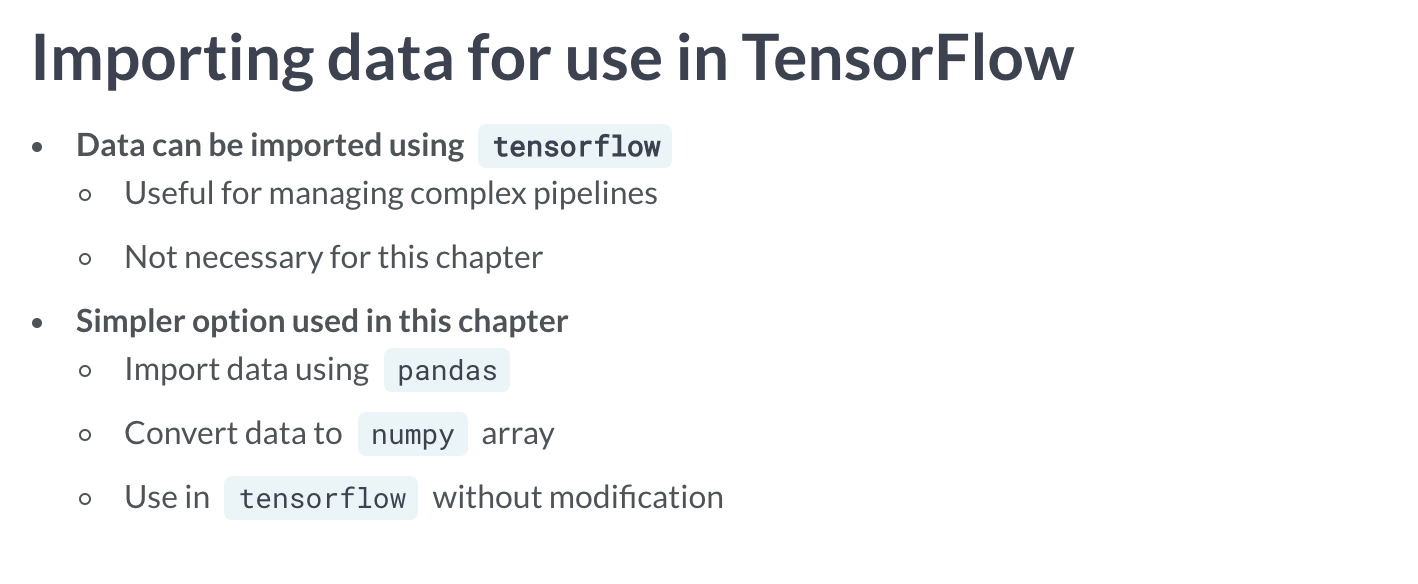 Importing data for use in TensorFlow
• Data can be imported using tensorflow
◦ Useful for managing complex pipelines
◦ Not necessary for this chapter
• Simpler option used in this chapter
◦ Import data using pandas
◦ Convert data to numpy array
◦ Use in tensorflow without modification